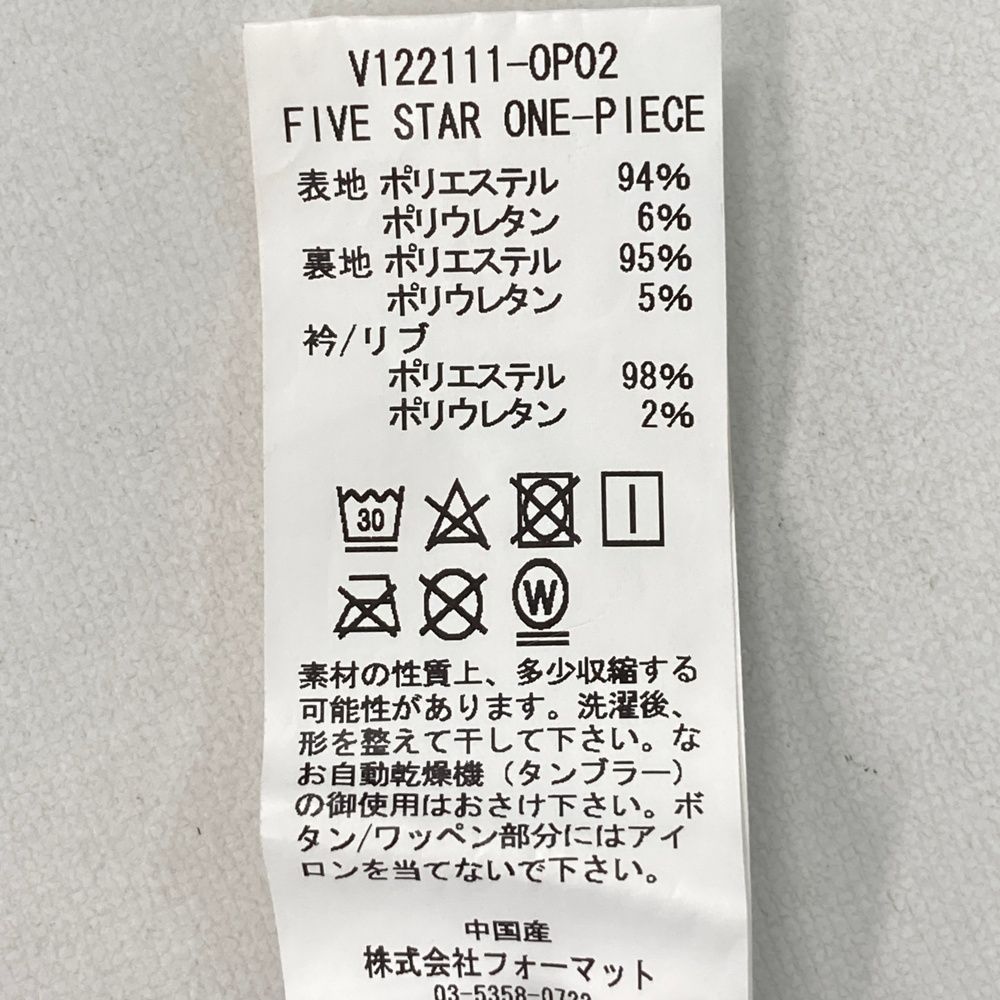 V122111-OP02
FIVE STAR ONE-PIECE
表地 ポリエステル 94%
ポリウレタン 6%
裏地 ポリエステル 95%
ポリウレタン 5%
衿/リブ
ポリエステル 98%
ポリウレタン 2%
30
W
素材の性質上、多少収縮する
可能性があります。洗濯後、
形を整えて干して下さい。な
お自動乾燥機（タンブラー）
の御使用はおさけ下さい。ボ
タン/ワッペン部分にはアイ
ロンを当てないで下さい。
中国産
株式会社フォーマット